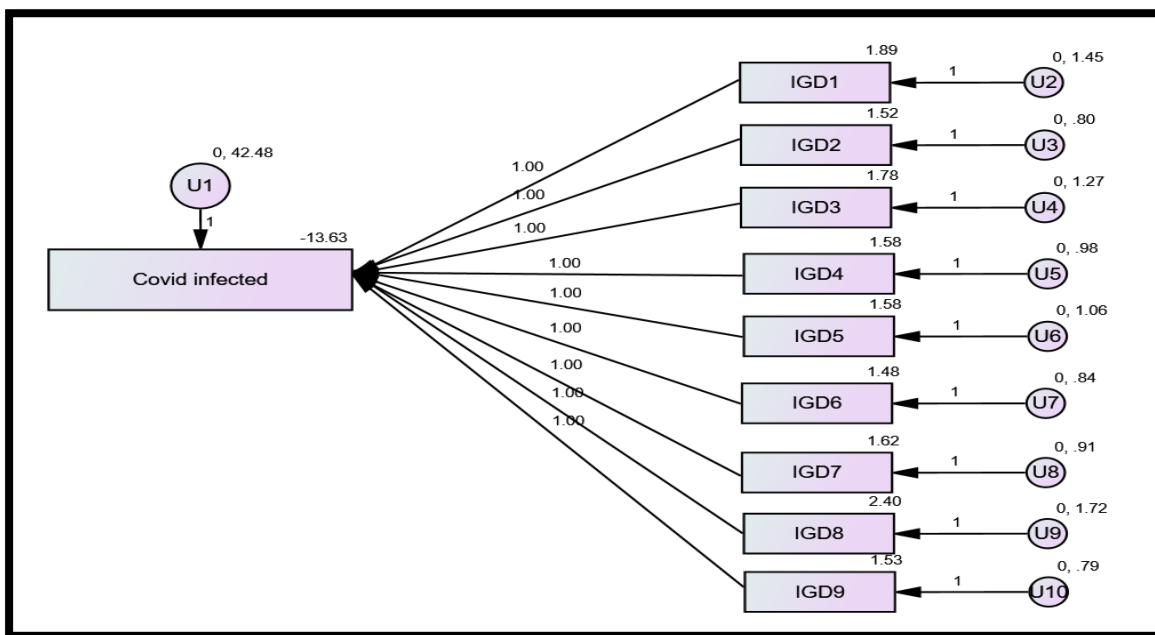 0, 42.48
U1
1
-13.63
Covid infected
1.00
1.00
1.00
1.00
1.00
1.00
1.00
1.00
1.00
1.89
IGD1
1
0, 1.45
U2
1.52
IGD2
1
0, .80
U3
1.78
IGD3
1
0, 1.27
U4
1.58
IGD4
1
0, .98
U5
1.58
IGD5
1
0, 1.06
U6
1.48
IGD6
1
0, .84
U7
1.62
IGD7
1
0, .91
U8
2.40
IGD8
1
0, 1.72
U9
1.53
IGD9
1
0, .79
U10